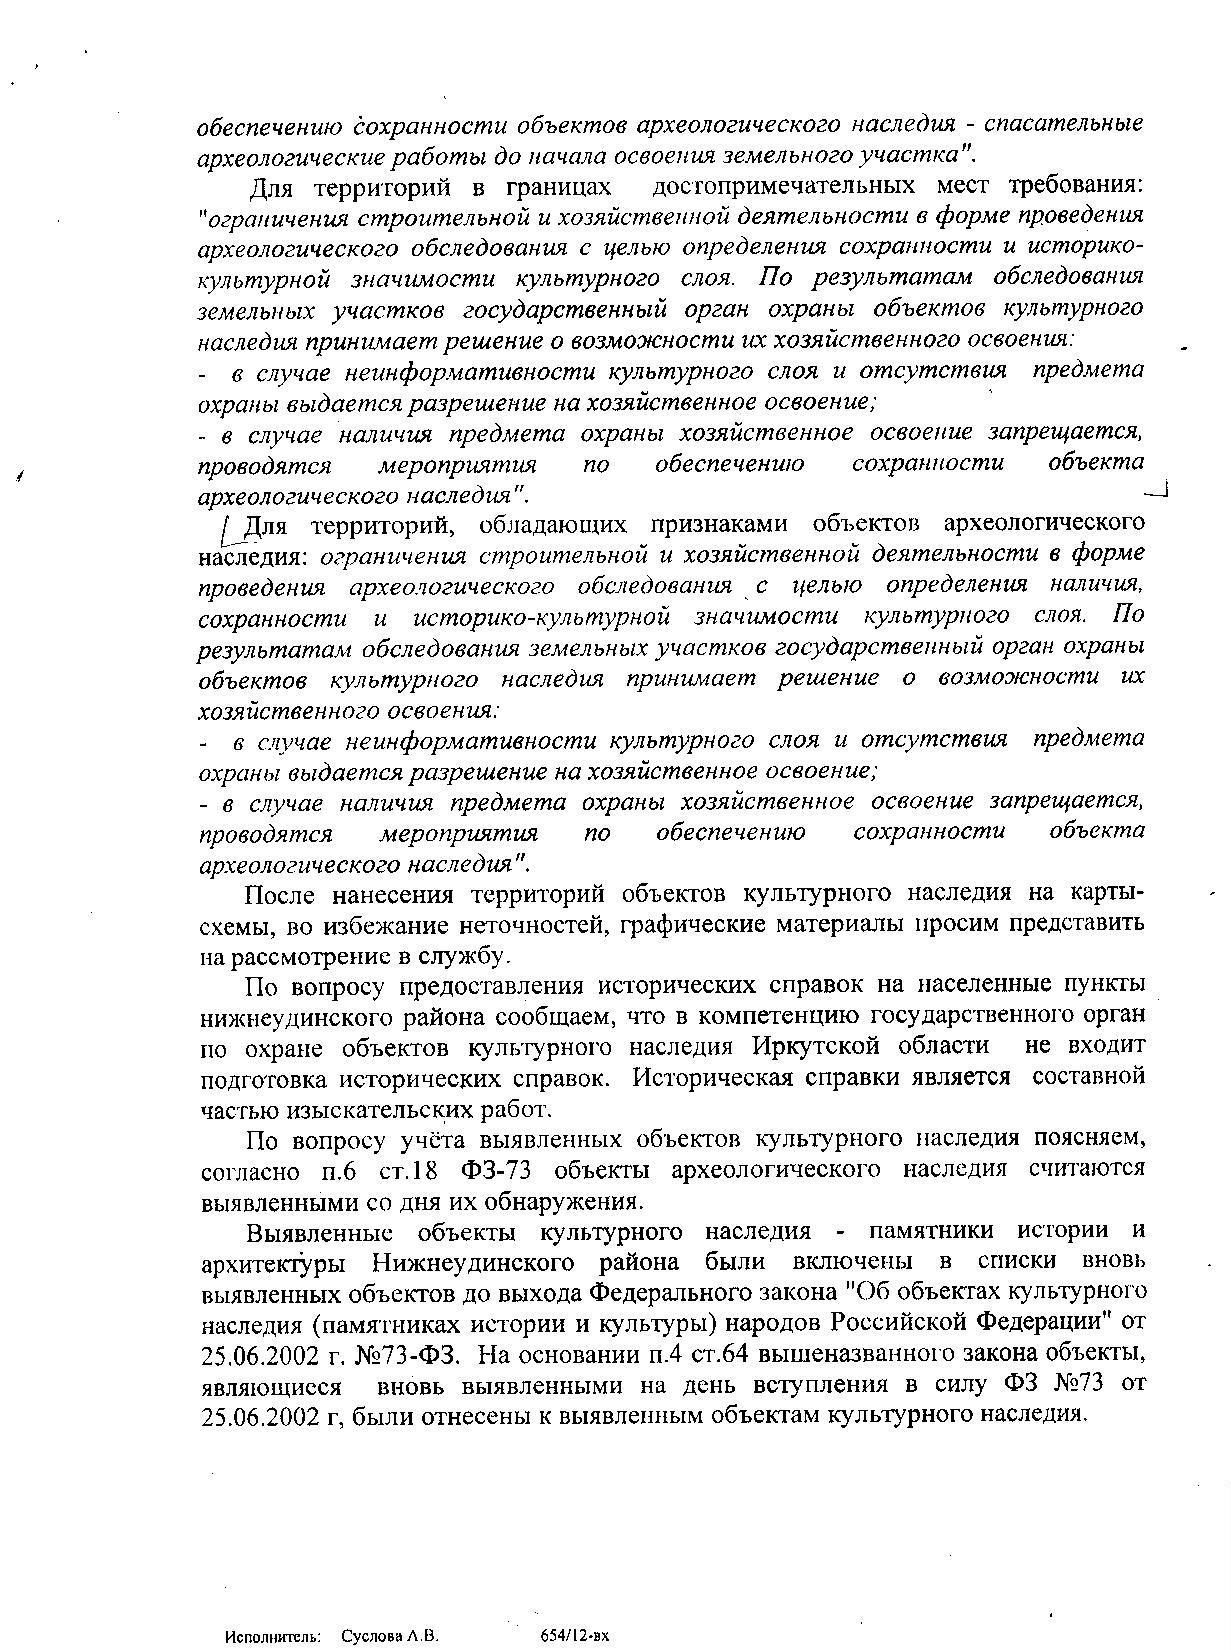 обеспечению сохранности объектов археологического наследия - спасательные
археологические работы до начала освоения земельного участка".
Для территорий в границах достопримечательных мест требования:
"ограничения строительной и хозяйственной деятельности в форме проведения
археологического обследования с целью определения сохранности и историко-
культурной значимости культурного слоя. По результатам обследования
земельных участков государственный орган охраны объектов культурного
наследия принимает решение о возможности их хозяйственного освоения:
- в случае неинформативности культурного слоя и отсутствия предмета
охраны выдается разрешение на хозяйственное освоение;
- в случае наличия предмета охраны хозяйственное освоение запрещается,
проводятся мероприятия по обеспечению сохранности объекта
археологического наследия".
Для территорий, обладающих признаками объектов археологического
наследия: ограничения строительной и хозяйственной деятельности в форме
проведения археологического обследования с целью определения наличия,
сохранности и историко-культурной значимости культурного слоя. По
результатам обследования земельных участков государственный орган охраны
объектов культурного наследия принимает решение о возможности их
хозяйственного освоения:
- в случае неинформативности культурного слоя и отсутствия предмета
охраны выдается разрешение на хозяйственное освоение;
- в случае наличия предмета охраны хозяйственное освоение запрещается,
проводятся мероприятия по обеспечению сохранности объекта
археологического наследия".
После нанесения территорий объектов культурного наследия на карты-
схемы, во избежание неточностей, графические материалы просим представить
на рассмотрение в службу.
По вопросу предоставления исторических справок на населенные пункты
нижнеудинского района сообщаем, что в компетенцию государственного орган
по охране объектов культурного наследия Иркутской области не входит
подготовка исторических справок. Историческая справки является составной
частью изыскательских работ.
По вопросу учёта выявленных объектов культурного наследия поясняем,
согласно п.6 ст.18 ФЗ-73 объекты археологического наследия считаются
выявленными со дня их обнаружения.
Выявленные объекты культурного наследия - памятники истории и
архитектуры Нижнеудинского района были включены в списки вновь
выявленных объектов до выхода Федерального закона "Об объектах культурного
наследия (памятниках истории и культуры) народов Российской Федерации" от
25.06.2002 г. №73-ФЗ. На основании п.4 ст.64 вышеназванного закона объекты,
являющиеся вновь выявленными на день вступления в силу ФЗ №73 от
25.06.2002 г, были отнесены к выявленным объектам культурного наследия.
Исполнитель: Суслова А.В. 654/12-вх